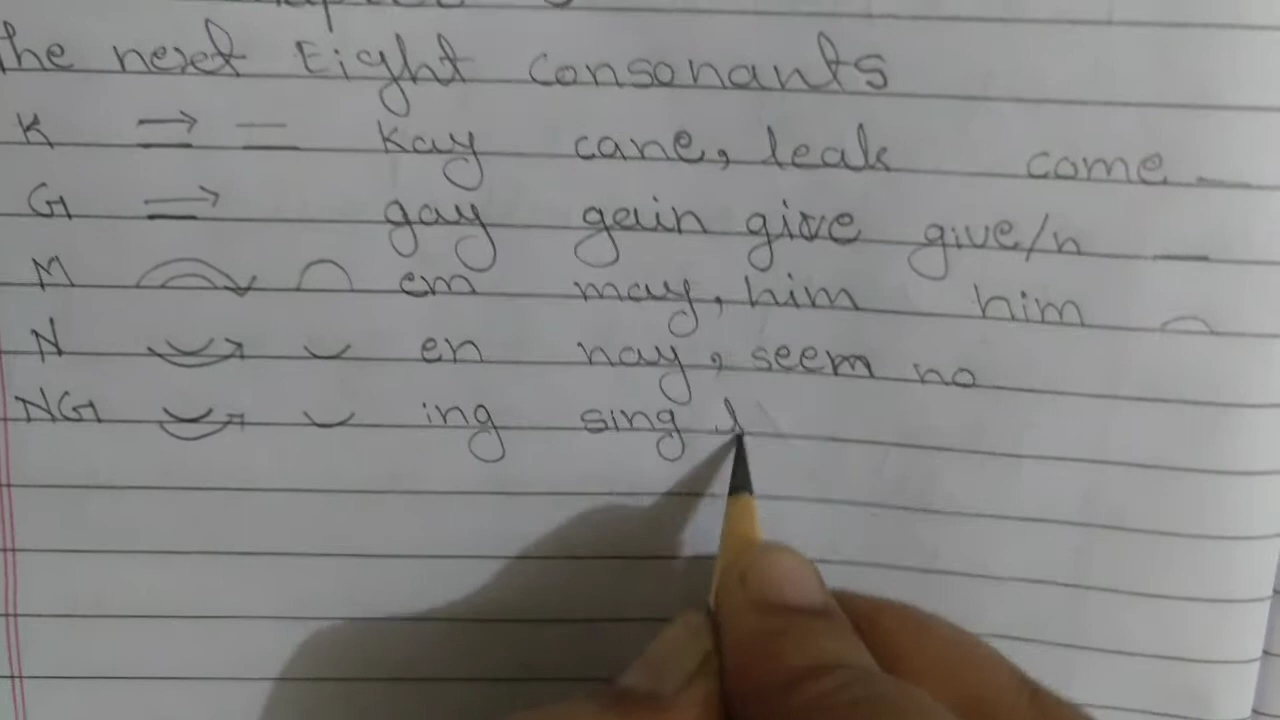 the next Eight Consonants
K kay cane, leak come
G gay gain give give/n
M em may, him him
N en nay, seem no
NG ing sing